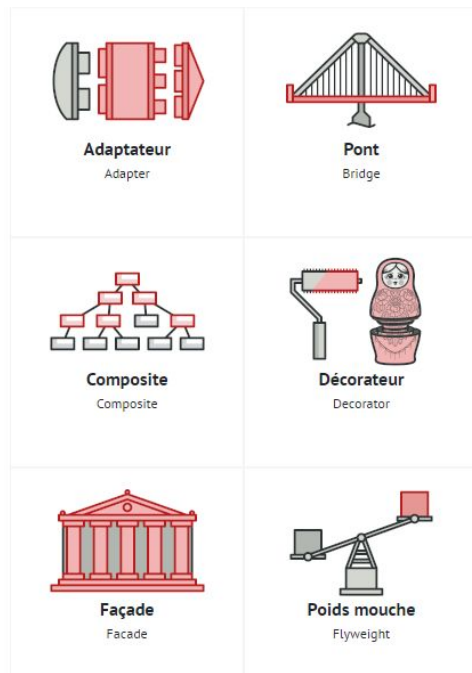 Adaptateur
Adapter
Pont
Bridge
Composite
Composite
Décorateur
Decorator
Façade
Facade
Poids mouche
Flyweight